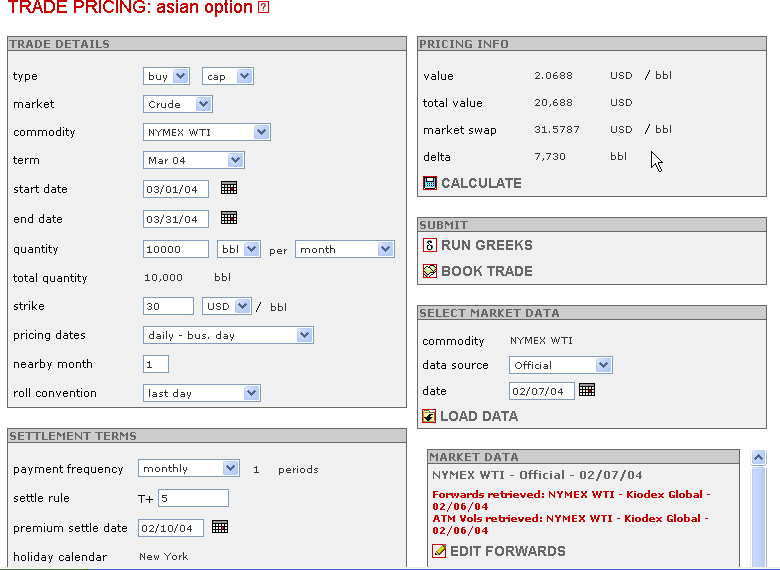 TRADE PRICING: asian option ?
TRADE DETAILS
type buy cap
market Crude
commodity NYMEX WTI
term Mar 04
start date 03/01/04
end date 03/31/04
quantity 10000 bbl per month
total quantity 10,000 bbl
strike 30 USD / bbl
pricing dates daily - bus. day
nearby month 1
roll convention last day
SETTLEMENT TERMS
payment frequency monthly 1 periods
settle rule T+ 5
premium settle date 02/10/04
holiday calendar New York
PRICING INFO
value 2.0688 USD / bbl
total value 20,688 USD
market swap 31.5787 USD / bbl
delta 7,730 bbl
CALCULATE
SUBMIT
δ RUN GREEKS
BOOK TRADE
SELECT MARKET DATA
commodity NYMEX WTI
data source Official
date 02/07/04
LOAD DATA
MARKET DATA
NYMEX WTI - Official - 02/07/04
Forwards retrieved: NYMEX WTI - Kiodex Global -
02/06/04
ATM Vols retrieved: NYMEX WTI - Kiodex Global -
02/06/04
EDIT FORWARDS